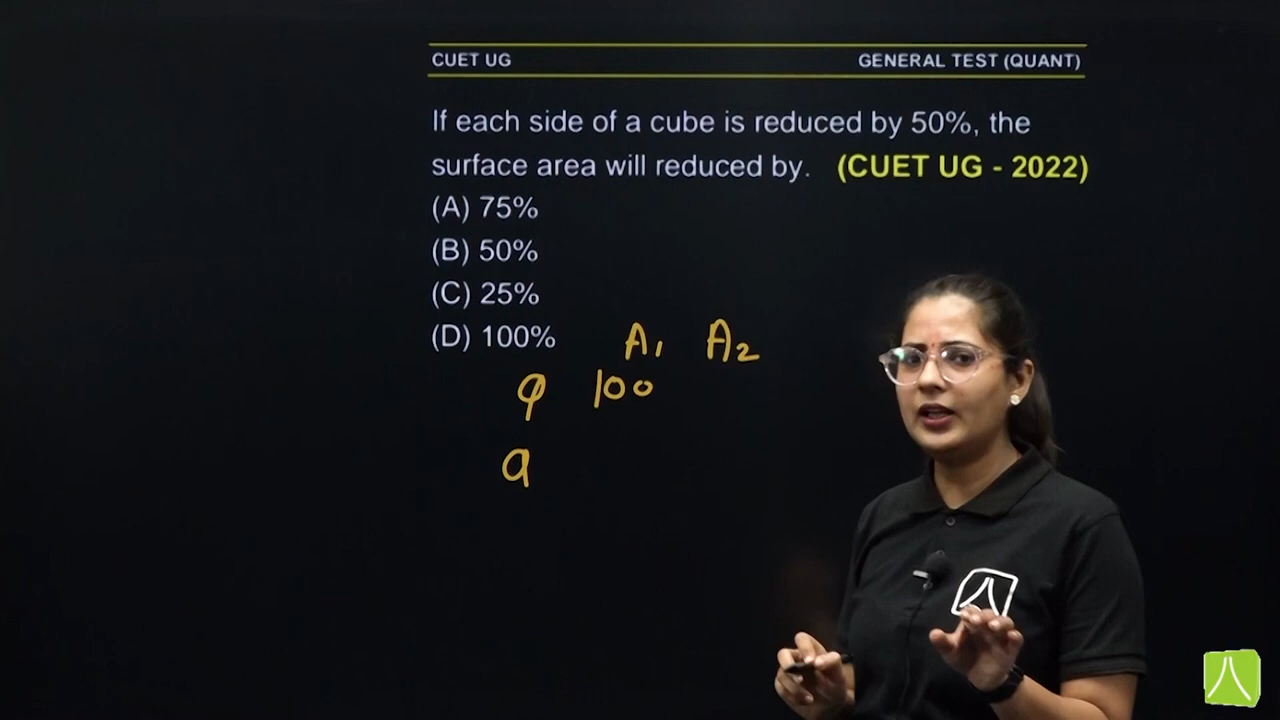 CUET UG GENERAL TEST (QUANT)
If each side of a cube is reduced by 50%, the
surface area will reduced by. (CUET UG - 2022)
(A) 75%
(B) 50%
(C) 25%
(D) 100%
A₁ A₂
100
a